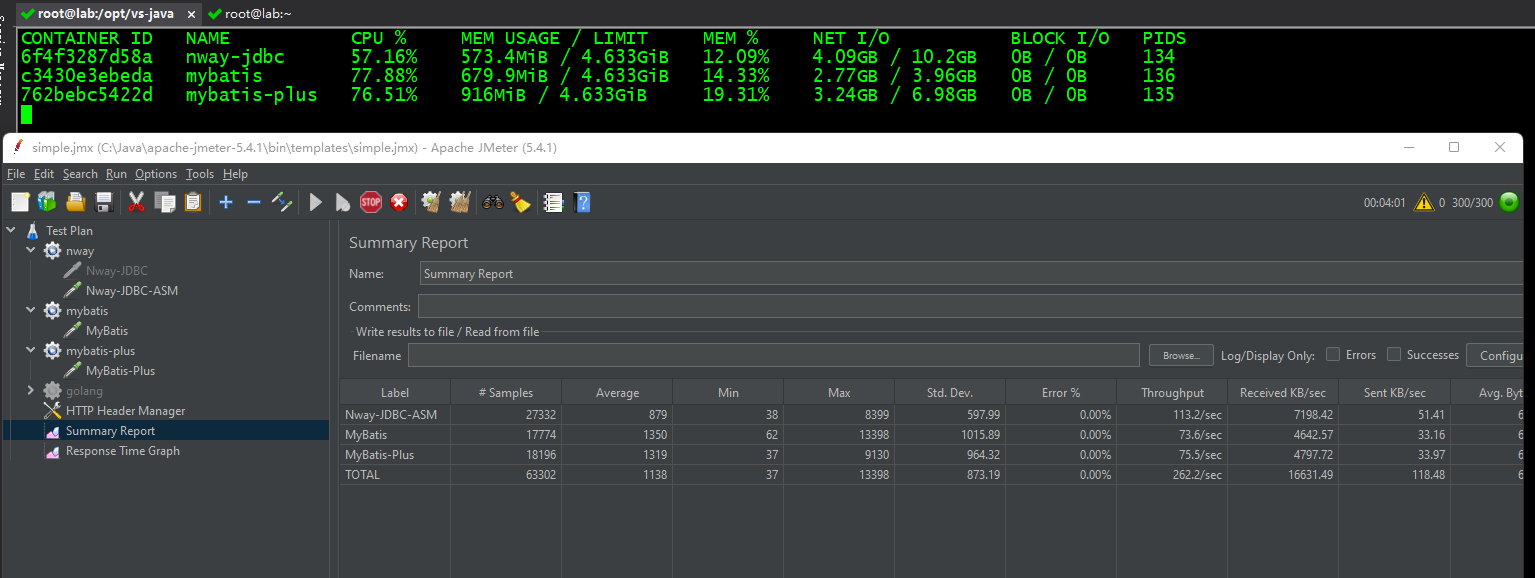 root@lab:/opt/vs-java × root@lab:~
CONTAINER ID NAME CPU % MEM USAGE / LIMIT MEM % NET I/O BLOCK I/O PIDS
6f4f3287d58a nway-jdbc 57.16% 573.4MiB / 4.633GiB 12.09% 4.09GB / 10.2GB 0B / 0B 134
c3430e3ebeda mybatis 77.88% 679.9MiB / 4.633GiB 14.33% 2.77GB / 3.96GB 0B / 0B 136
762bebc5422d mybatis-plus 76.51% 916MiB / 4.633GiB 19.31% 3.24GB / 6.98GB 0B / 0B 135
simple.jmx (C:\Java\apache-jmeter-5.4.1\bin\templates\simple.jmx) - Apache JMeter (5.4.1)
File Edit Search Run Options Tools Help
STOP 00:04:01 0 300/300
Test Plan
nway
Nway-JDBC
Nway-JDBC-ASM
mybatis
MyBatis
mybatis-plus
MyBatis-Plus
golang
HTTP Header Manager
Summary Report
Response Time Graph
Summary Report
Name: Summary Report
Comments:
Write results to file / Read from file
Filename Browse... Log/Display Only: Errors Successes Configu
Label # Samples Average Min Max Std. Dev. Error % Throughput Received KB/sec Sent KB/sec Avg. Byt
Nway-JDBC-ASM 27332 879 38 8399 597.99 0.00% 113.2/sec 7198.42 51.41 6
MyBatis 17774 1350 62 13398 1015.89 0.00% 73.6/sec 4642.57 33.16 6
MyBatis-Plus 18196 1319 37 9130 964.32 0.00% 75.5/sec 4797.72 33.97 6
TOTAL 63302 1138 37 13398 873.19 0.00% 262.2/sec 16631.49 118.48 6